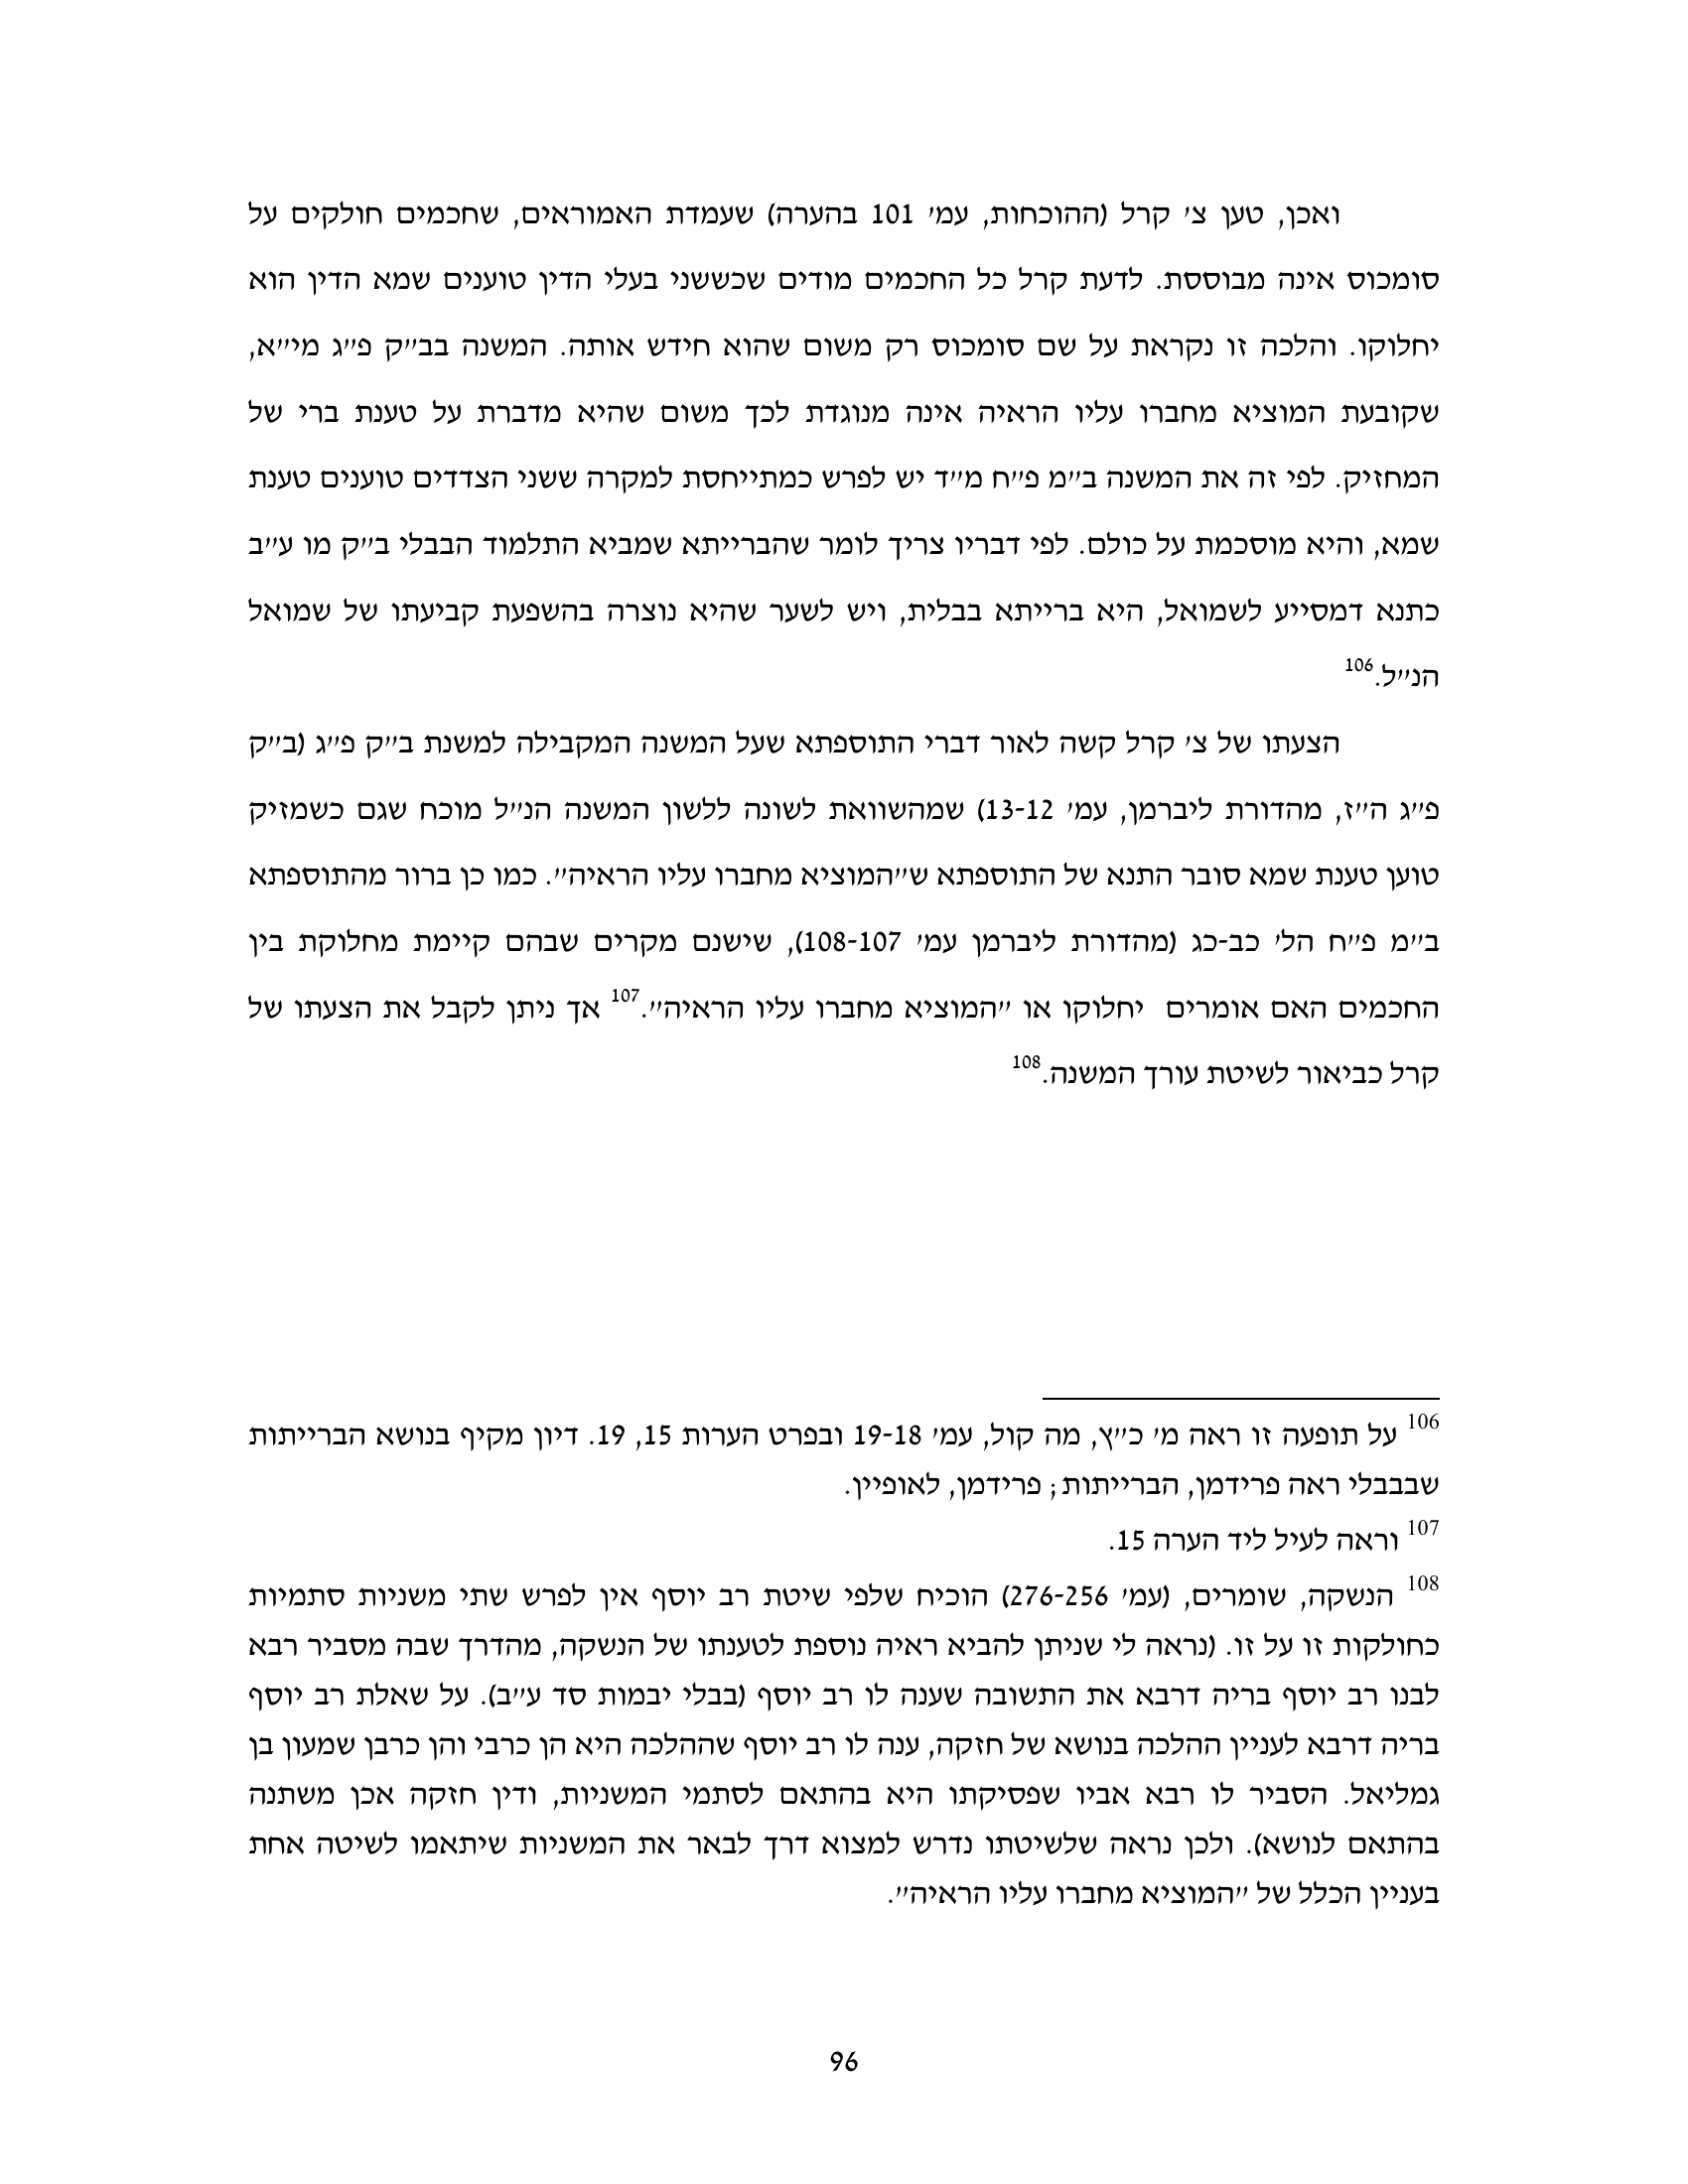 ואכן, טען צ׳ קרל (ההוכחות, עמ׳ 101 בהערה) שעמדת האמוראים, שחכמים חולקים על
סומכוס אינה מבוססת. לדעת קרל כל החכמים מודים שכששני בעלי הדין טוענים שמא הדין הוא
יחלוקו. והלכה זו נקראת על שם סומכוס רק משום שהוא חידש אותה. המשנה בב״ק פ״ג מי״א,
שקובעת המוציא מחברו עליו הראיה אינה מנוגדת לכך משום שהיא מדברת על טענת ברי של
המחזיק. לפי זה את המשנה ב״מ פ״ח מ״ד יש לפרש כמתייחסת למקרה ששני הצדדים טוענים טענת
שמא, והיא מוסכמת על כולם. לפי דבריו צריך לומר שהברייתא שמביא התלמוד הבבלי ב״ק מו ע״ב
כתנא דמסייע לשמואל, היא ברייתא בבלית, ויש לשער שהיא נוצרה בהשפעת קביעתו של שמואל
הנ״ל.106
הצעתו של צ׳ קרל קשה לאור דברי התוספתא שעל המשנה המקבילה למשנת ב״ק פ״ג (ב״ק
פ״ג ה״ז, מהדורת ליברמן, עמ׳ 13-12) שמהשוואת לשונה ללשון המשנה הנ״ל מוכח שגם כשמזיק
טוען טענת שמא סובר התנא של התוספתא ש״המוציא מחברו עליו הראיה״. כמו כן ברור מהתוספתא
ב״מ פ״ח הל׳ כב-כג (מהדורת ליברמן עמ׳ 108-107), שישנם מקרים שבהם קיימת מחלוקת בין
החכמים האם אומרים יחלוקו או ״המוציא מחברו עליו הראיה״.107 אך ניתן לקבל את הצעתו של
קרל כביאור לשיטת עורך המשנה.108
106 על תופעה זו ראה מ׳ כ״ץ, מה קול, עמ׳ 19-18 ובפרט הערות 15, 19. דיון מקיף בנושא הברייתות
שבבבלי ראה פרידמן, הברייתות; פרידמן, לאופיין.
107 וראה לעיל ליד הערה 15.
108 הנשקה, שומרים, (עמ׳ 276-256) הוכיח שלפי שיטת רב יוסף אין לפרש שתי משניות סתמיות
כחולקות זו על זו. (נראה לי שניתן להביא ראיה נוספת לטענתו של הנשקה, מהדרך שבה מסביר רבא
לבנו רב יוסף בריה דרבא את התשובה שענה לו רב יוסף (בבלי יבמות סד ע״ב). על שאלת רב יוסף
בריה דרבא לעניין ההלכה בנושא של חזקה, ענה לו רב יוסף שההלכה היא הן כרבי והן כרבן שמעון בן
גמליאל. הסביר לו רבא אביו שפסיקתו היא בהתאם לסתמי המשניות, ודין חזקה אכן משתנה
בהתאם לנושא). ולכן נראה שלשיטתו נדרש למצוא דרך לבאר את המשניות שיתאמו לשיטה אחת
בעניין הכלל של ״המוציא מחברו עליו הראיה״.
96